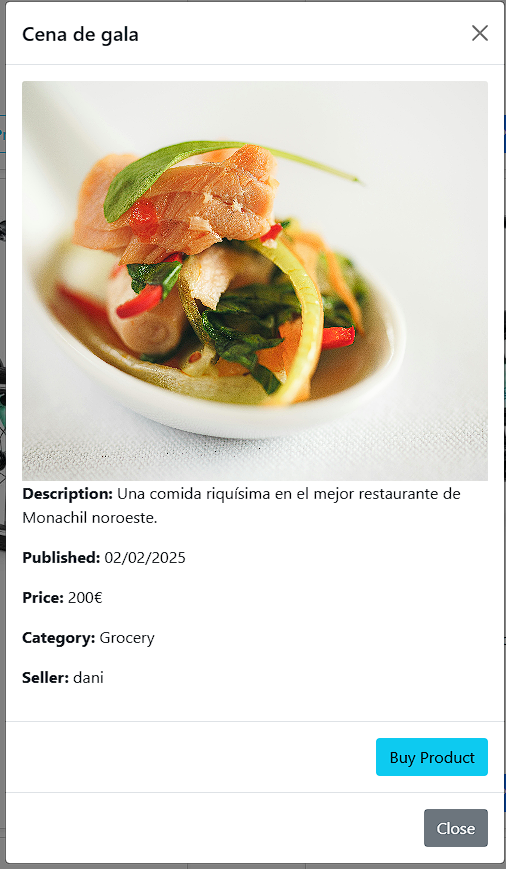 Cena de gala
Description: Una comida riquísima en el mejor restaurante de
Monachil noroeste.
Published: 02/02/2025
Price: 200€
Category: Grocery
Seller: dani
Buy Product
Close